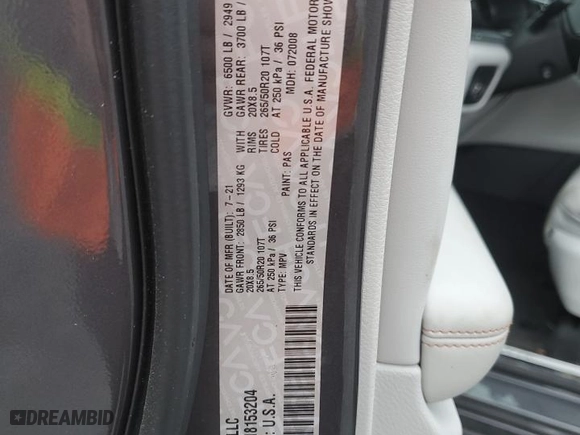 DATE OF MFR (BUILT): 7-21
GVWR: 6500 LB / 2949
GAWR FRONT: 2850 LB / 1293 KG
WITH
GAWR REAR: 3700 LB /
20X8.5
RIMS
20X8.5
265/50R20 107T
TIRES
265/50R20 107T
AT 250 kPa / 36 PSI
COLD
AT 250 kPa / 36 PSI
TYPE: MPV
PAINT: PAS
MDH: 072008
THIS VEHICLE CONFORMS TO ALL APPLICABLE U.S.A. FEDERAL MOTOR
STANDARDS IN EFFECT ON THE DATE OF MANUFACTURE SHOWN
LLC
8153204
: U.S.A.
DREAMBID